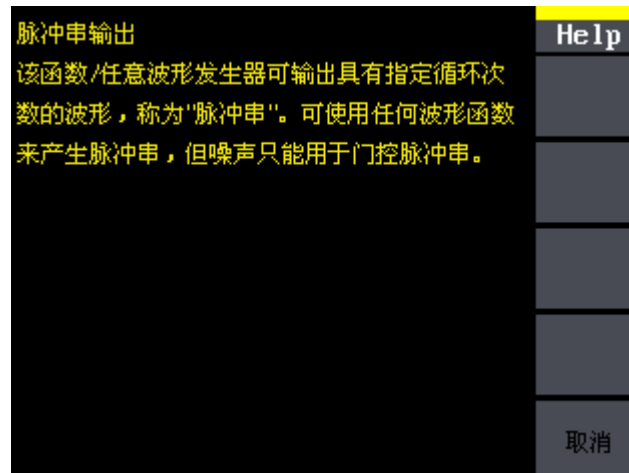 脉冲串输出
Help
该函数/任意波形发生器可输出具有指定循环次
数的波形，称为"脉冲串"。可使用任何波形函数
来产生脉冲串，但噪声只能用于门控脉冲串。
取消